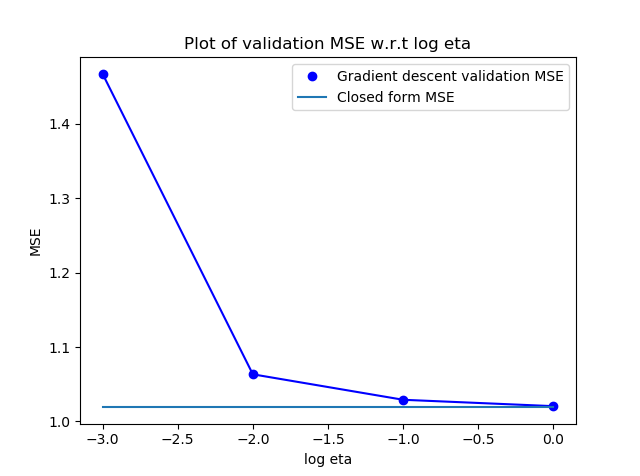 Plot of validation MSE w.r.t log eta
Gradient descent validation MSE
Closed form MSE
1.4
1.3
1.2
1.1
1.0
MSE
−3.0 −2.5 −2.0 −1.5 −1.0 −0.5 0.0
log eta